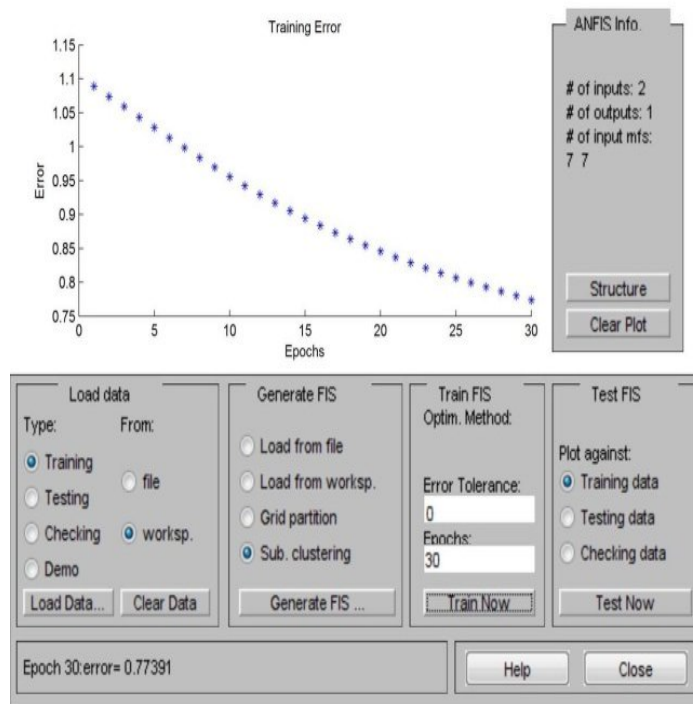 Training Error
1.15
1.1
1.05
1
0.95
0.9
0.85
0.8
0.75
Error
0 5 10 15 20 25 30
Epochs
ANFIS Info.
# of inputs: 2
# of outputs: 1
# of input mfs:
7 7
Structure
Clear Plot
Load data
Type: From:
Training
Testing
Checking
Demo
file
worksp.
Load Data... Clear Data
Generate FIS
Load from file
Load from worksp.
Grid partition
Sub. clustering
Generate FIS ...
Train FIS
Optim. Method:
Error Tolerance:
0
Epochs:
30
Train Now
Test FIS
Plot against:
Training data
Testing data
Checking data
Test Now
Epoch 30:error= 0.77391
Help Close